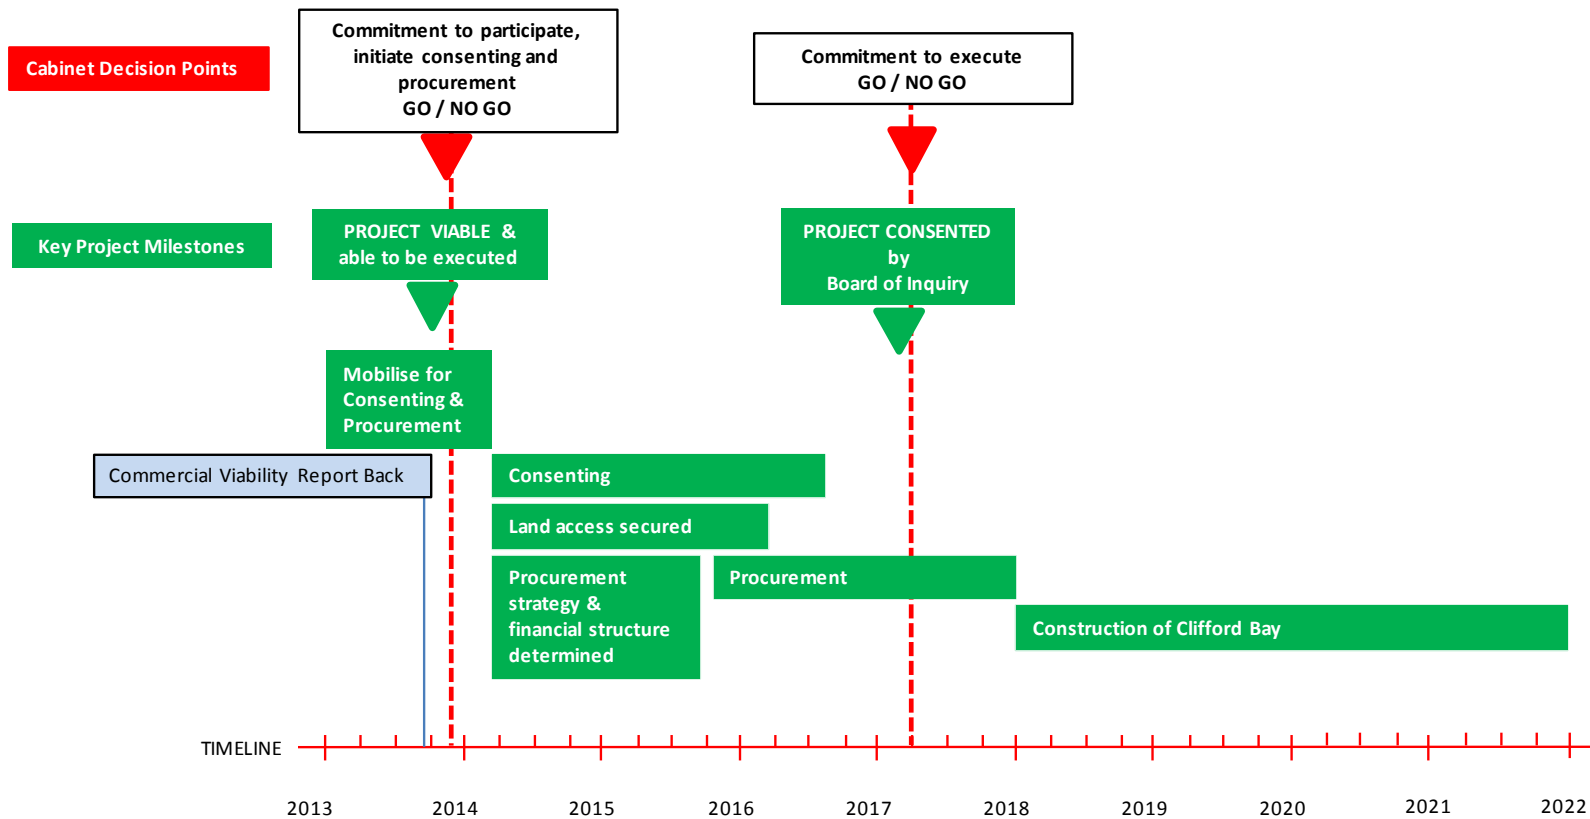 Cabinet Decision Points
Commitment to participate,
initiate consenting and
procurement
GO / NO GO
Commitment to execute
GO / NO GO
Key Project Milestones
PROJECT VIABLE &
able to be executed
PROJECT CONSENTED
by
Board of Inquiry
Mobilise for
Consenting &
Procurement
Commercial Viability Report Back
Consenting
Land access secured
Procurement
strategy &
financial structure
determined
Procurement
Construction of Clifford Bay
TIMELINE
2013 2014 2015 2016 2017 2018 2019 2020 2021 2022